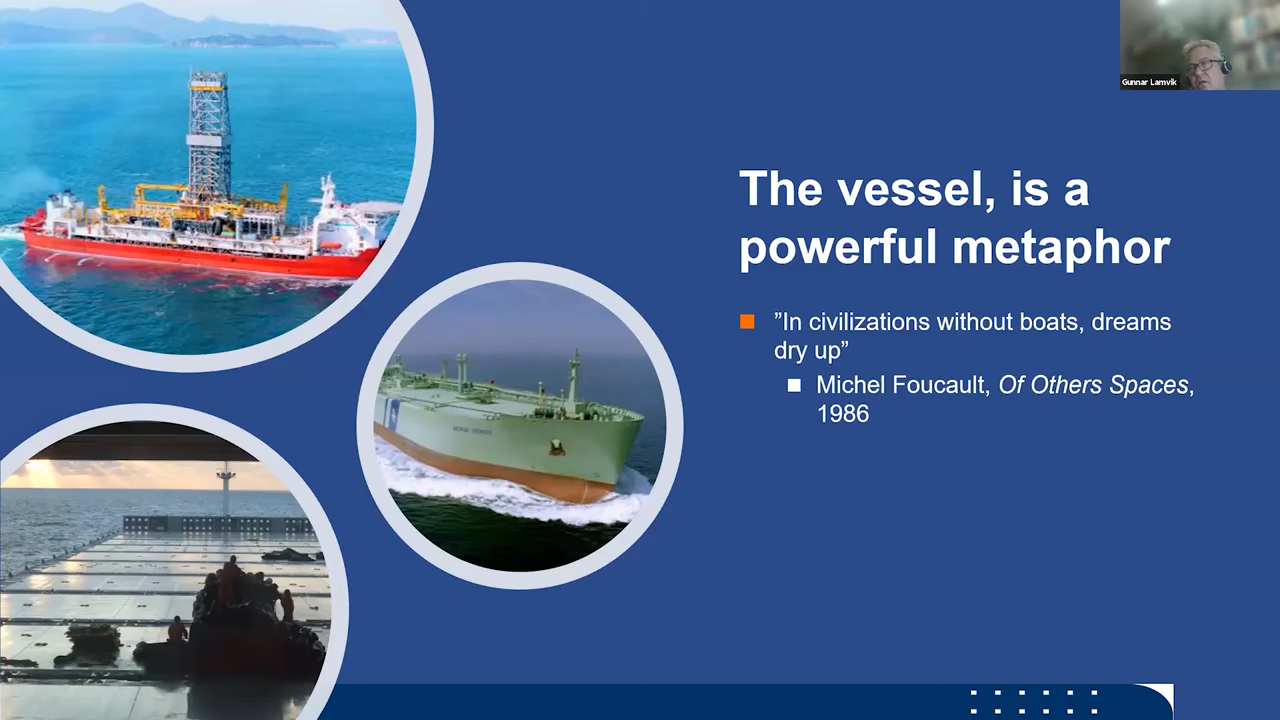 Gunnar Lamvik
The vessel, is a
powerful metaphor
”In civilizations without boats, dreams
dry up”
Michel Foucault, Of Others Spaces,
1986